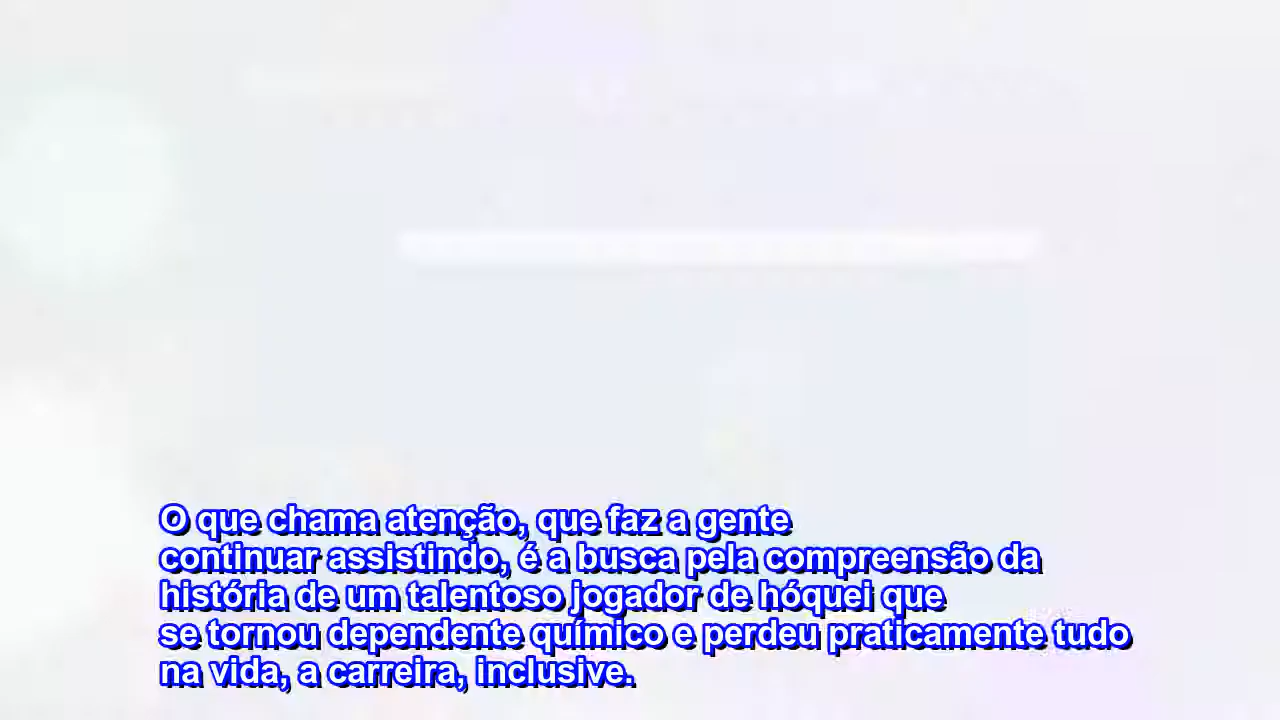 O que chama atenção, que faz a gente
continuar assistindo, é a busca pela compreensão da
história de um talentoso jogador de hóquei que
se tornou dependente químico e perdeu praticamente tudo
na vida, a carreira, inclusive.